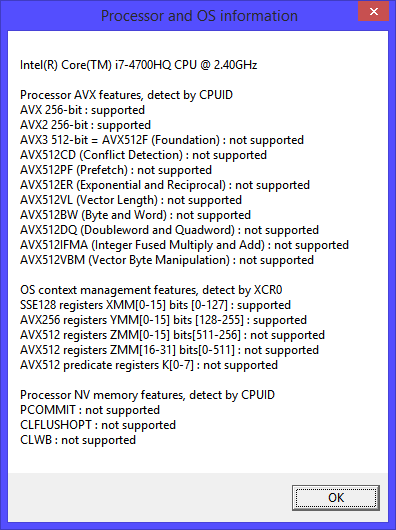 Processor and OS information
Intel(R) Core(TM) i7-4700HQ CPU @ 2.40GHz
Processor AVX features, detect by CPUID
AVX 256-bit : supported
AVX2 256-bit : supported
AVX3 512-bit = AVX512F (Foundation) : not supported
AVX512CD (Conflict Detection) : not supported
AVX512PF (Prefetch) : not supported
AVX512ER (Exponential and Reciprocal) : not supported
AVX512VL (Vector Length) : not supported
AVX512BW (Byte and Word) : not supported
AVX512DQ (Doubleword and Quadword) : not supported
AVX512IFMA (Integer Fused Multiply and Add) : not supported
AVX512VBM (Vector Byte Manipulation) : not supported
OS context management features, detect by XCR0
SSE128 registers XMM[0-15] bits [0-127] : supported
AVX256 registers YMM[0-15] bits [128-255] : supported
AVX512 registers ZMM[0-15] bits[511-256] : not supported
AVX512 registers ZMM[16-31] bits[0-511] : not supported
AVX512 predicate registers K[0-7] : not supported
Processor NV memory features, detect by CPUID
PCOMMIT : not supported
CLFLUSHOPT : not supported
CLWB : not supported
OK